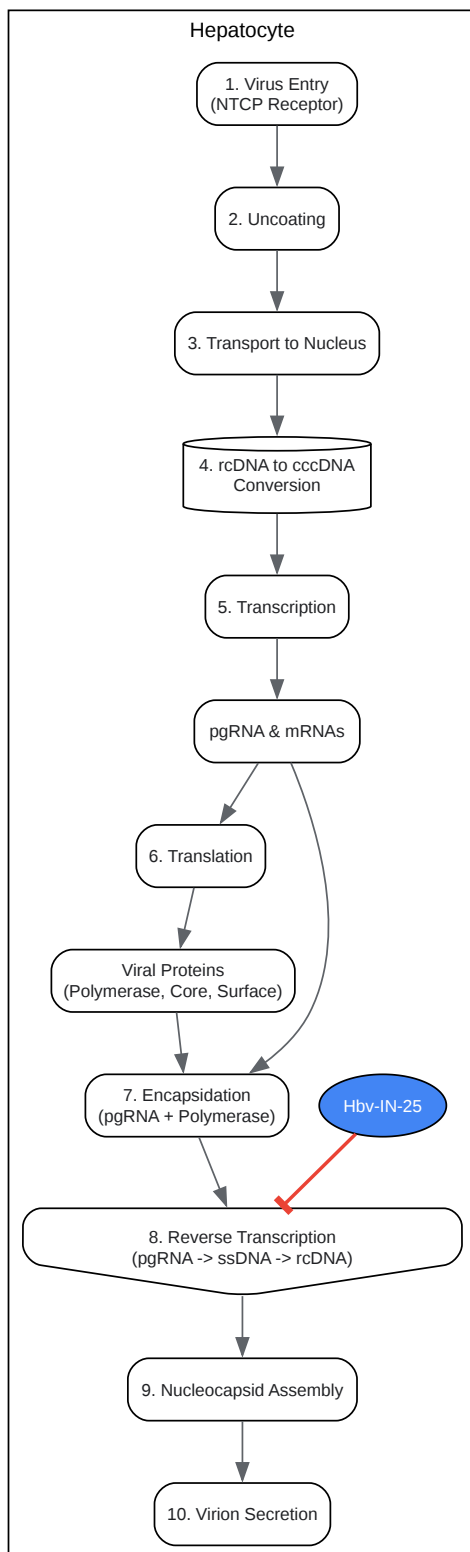 Hepatocyte
1. Virus Entry
(NTCP Receptor)
2. Uncoating
3. Transport to Nucleus
4. rcDNA to cccDNA
Conversion
5. Transcription
pgRNA & mRNAs
6. Translation
Viral Proteins
(Polymerase, Core, Surface)
7. Encapsidation
(pgRNA + Polymerase)
Hbv-IN-25
8. Reverse Transcription
(pgRNA -> ssDNA -> rcDNA)
9. Nucleocapsid Assembly
10. Virion Secretion